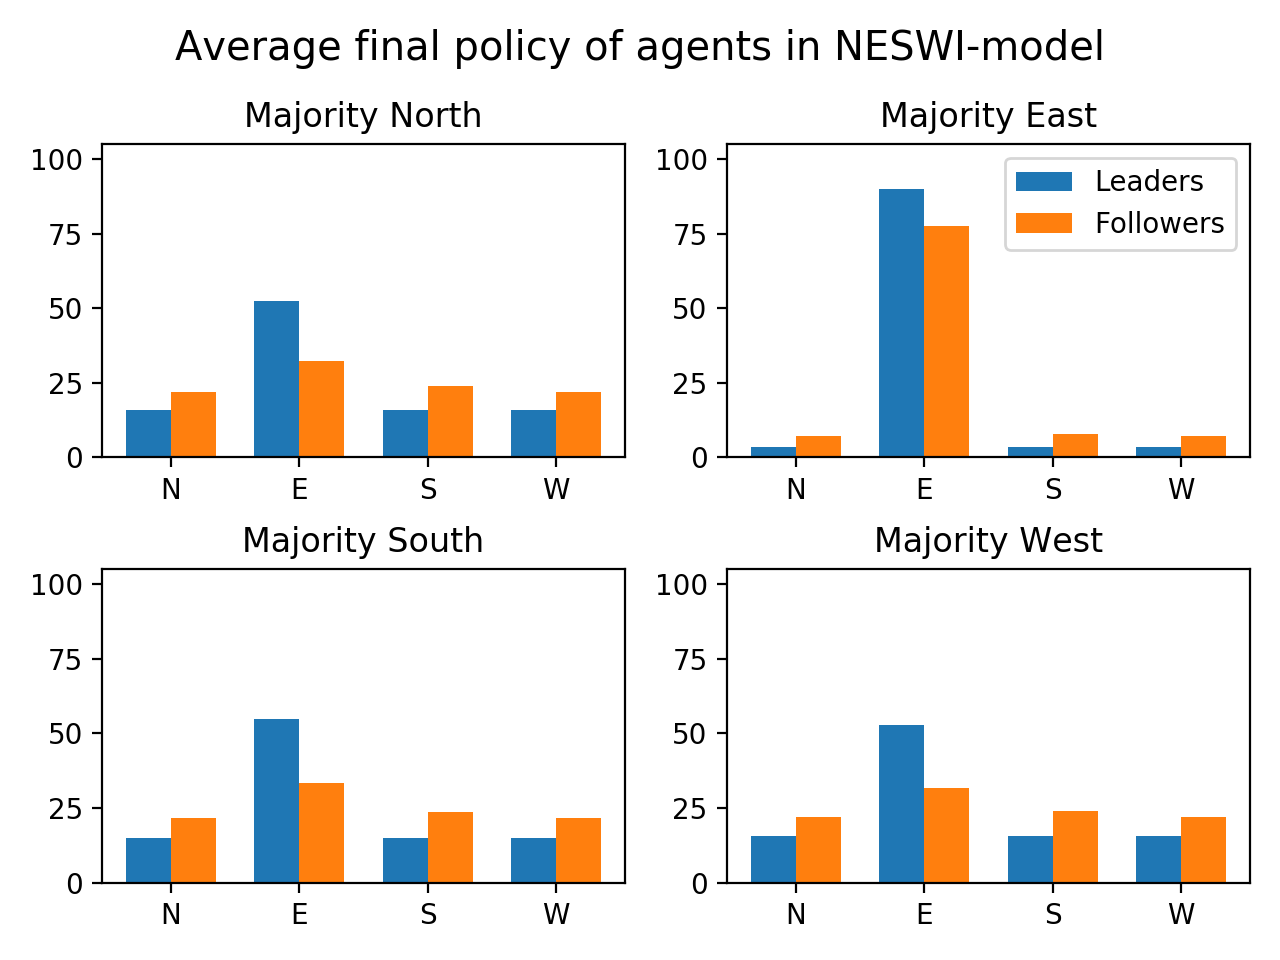 Average final policy of agents in NESWI-model
Majority North
100
75
50
25
0
N E S W
Majority East
100
75
50
25
0
Leaders
Followers
N E S W
Majority South
100
75
50
25
0
N E S W
Majority West
100
75
50
25
0
N E S W